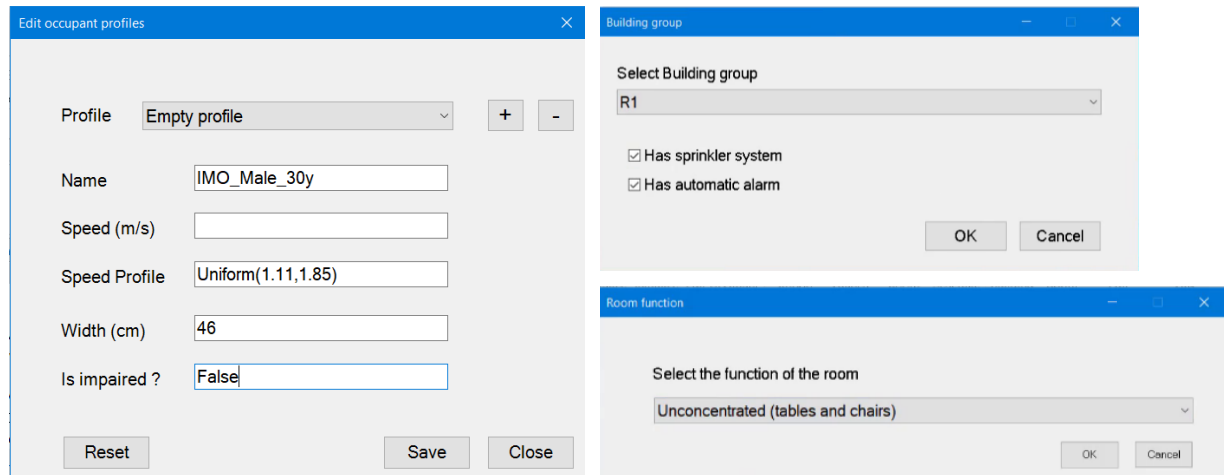 Edit occupant profiles
Profile Empty profile + -
Name IMO_Male_30y
Speed (m/s)
Speed Profile Uniform(1.11,1.85)
Width (cm) 46
Is impaired ? False
Reset Save Close
Building group
Select Building group
R1
Has sprinkler system
Has automatic alarm
OK Cancel
Room function
Select the function of the room
Unconcentrated (tables and chairs)
OK Cancel